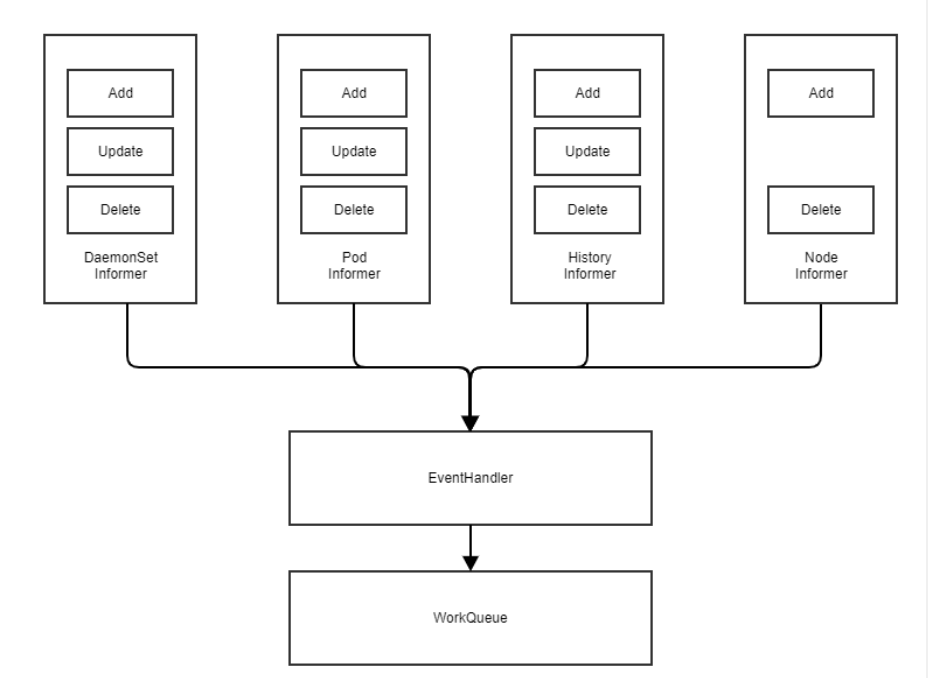 Add
Update
Delete
DaemonSet
Informer
Add
Update
Delete
Pod
Informer
Add
Update
Delete
History
Informer
Add
Delete
Node
Informer
EventHandler
WorkQueue